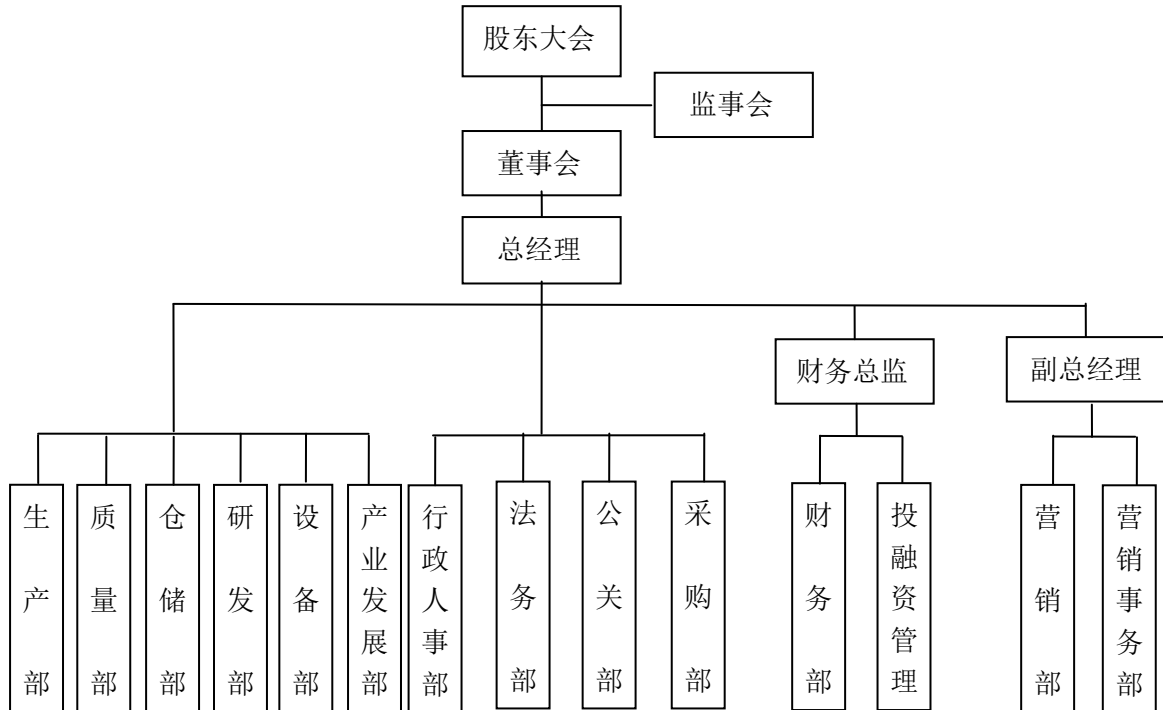 股东大会
监事会
董事会
总经理
财务总监
副总经理
生产部
质量部
仓储部
研发部
设备部
产业发展部
行政人事部
法务部
公关部
采购部
财务部
投融资管理
营销部
营销事务部